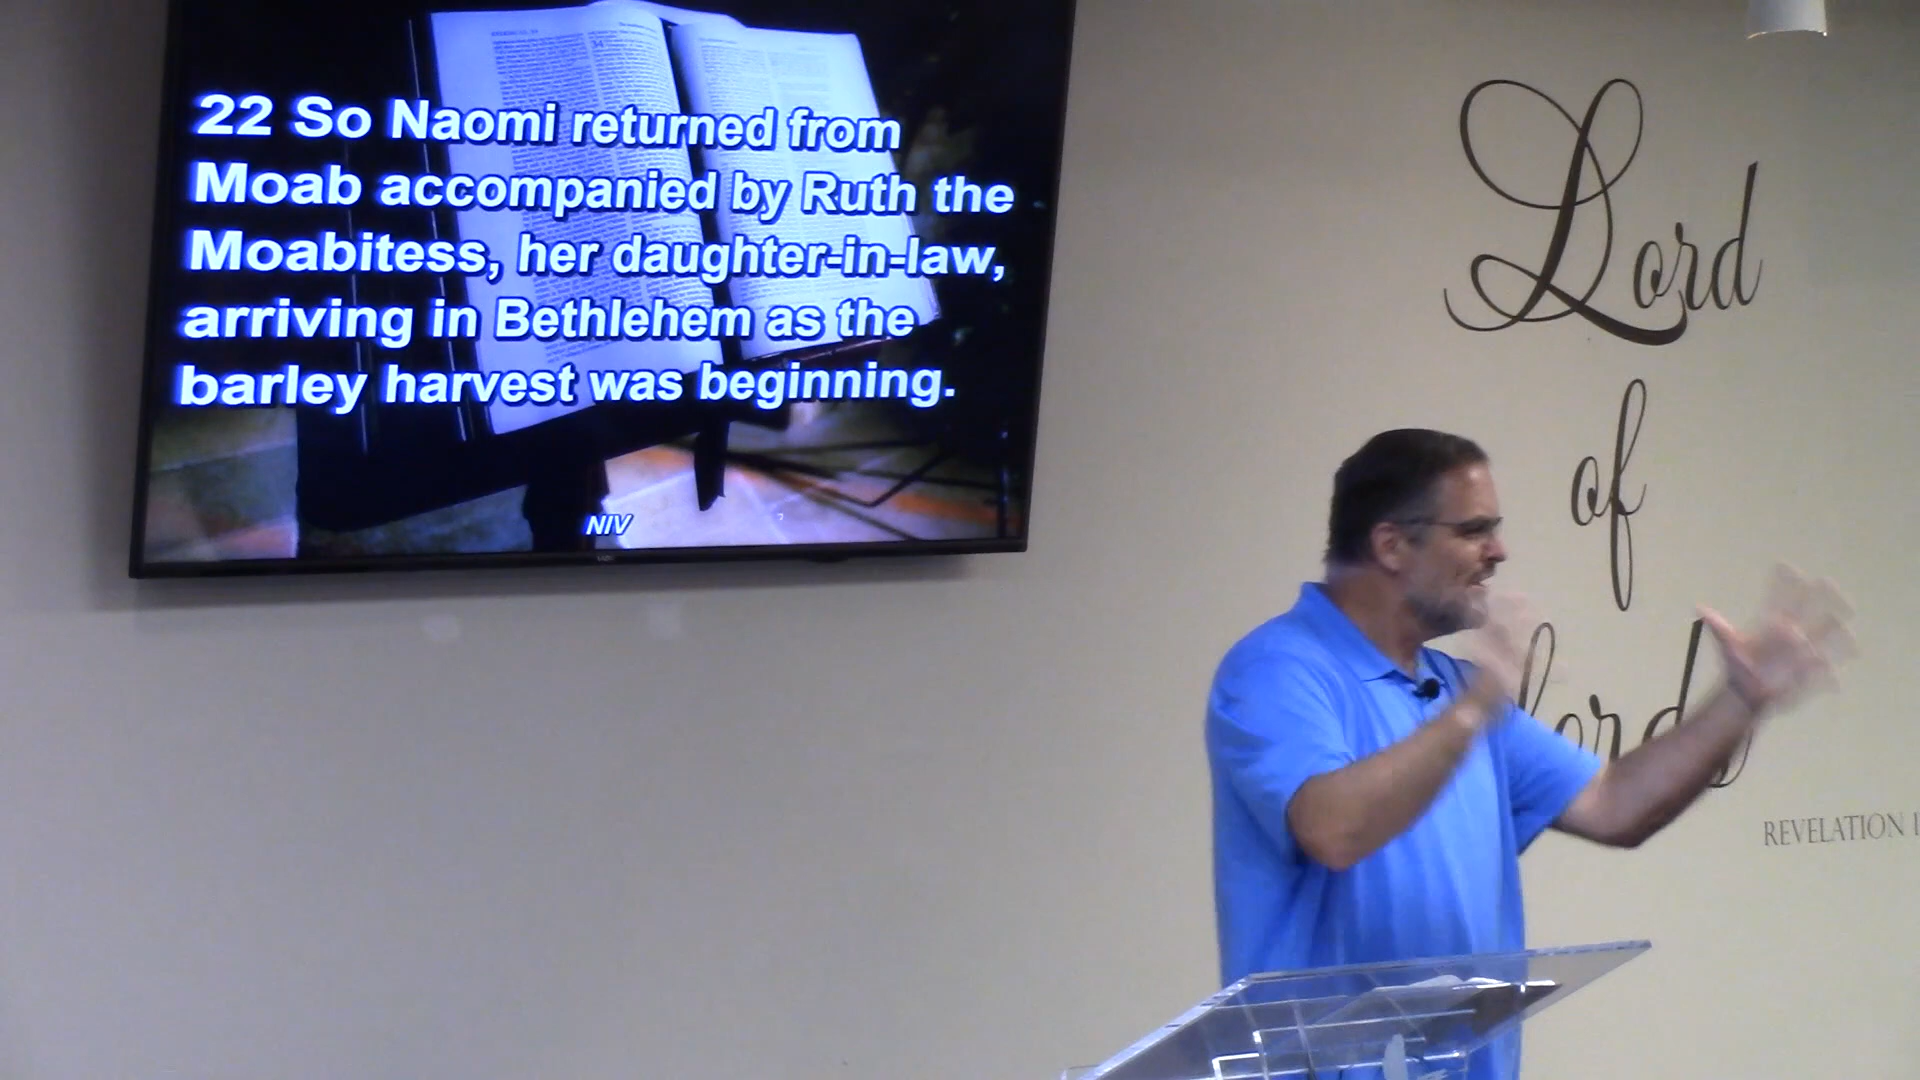 22 So Naomi returned from
Moab accompanied by Ruth the
Moabitess, her daughter-in-law,
arriving in Bethlehem as the
barley harvest was beginning.
NIV
Lord
of
REVELATION